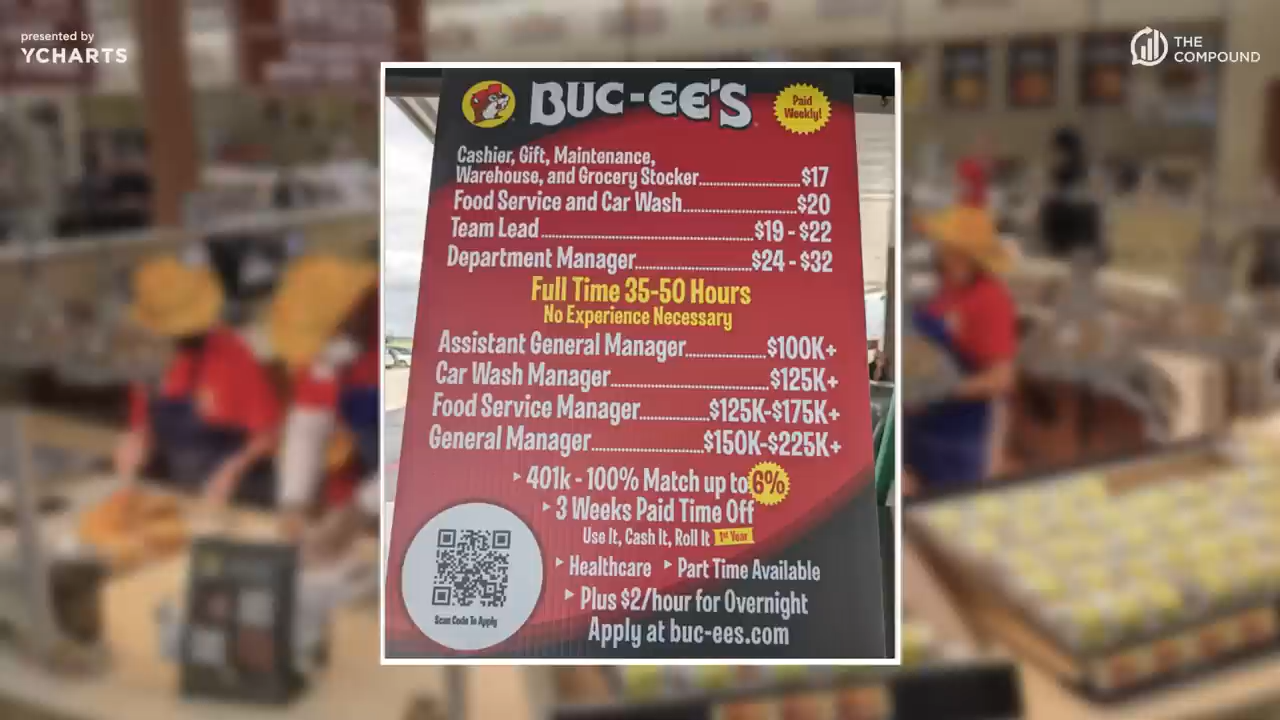 presented by
YCHARTS
THE
COMPOUND
BUC-EE'S
Paid
Weekly!
Cashier, Gift, Maintenance,
Warehouse, and Grocery Stocker..........................$17
Food Service and Car Wash............................$20
Team Lead....................................................$19 - $22
Department Manager.............................$24 - $32
Full Time 35-50 Hours
No Experience Necessary
Assistant General Manager....................$100K+
Car Wash Manager.......................................$125K+
Food Service Manager.................$125K-$175K+
General Manager...........................$150K-$225K+
‣ 401k - 100% Match up to 6%
‣ 3 Weeks Paid Time Off
Use It, Cash It, Roll It 1st Year
‣ Healthcare ‣ Part Time Available
‣ Plus $2/hour for Overnight
Apply at buc-ees.com
Scan Code To Apply